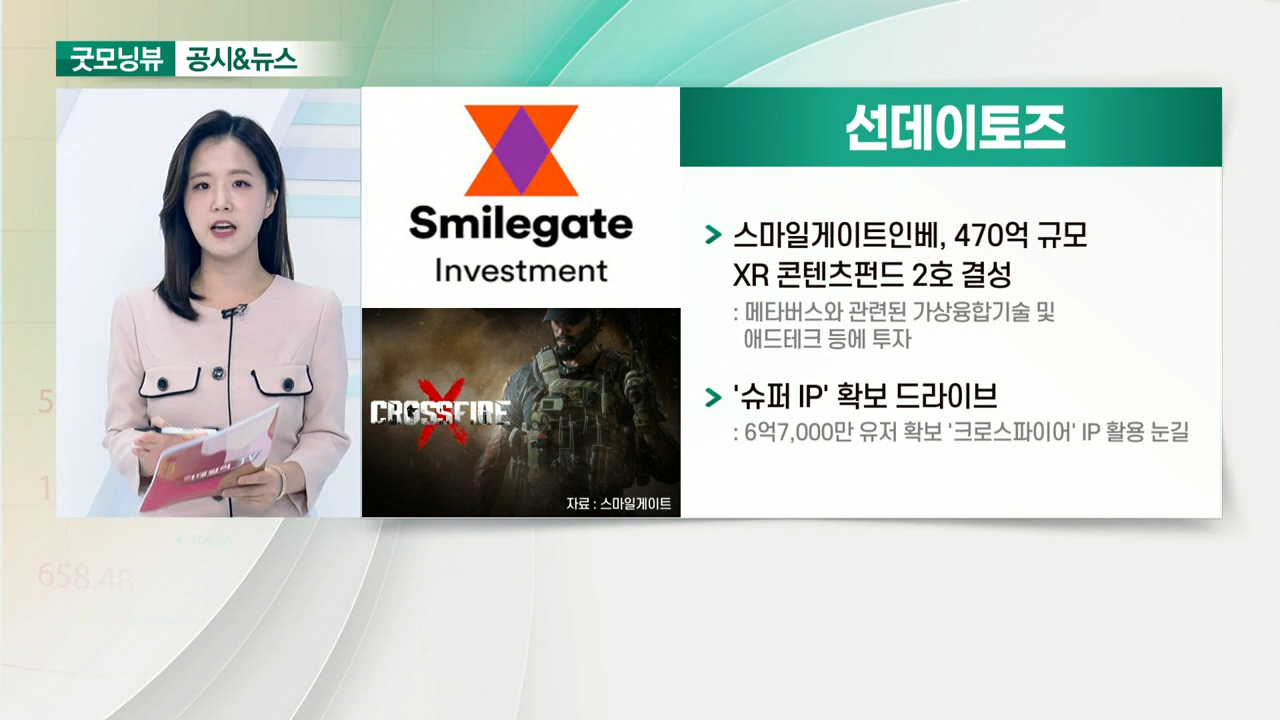 굿모닝뷰 공시&뉴스
Smilegate
Investment
CROSSFIRE
X
자료 : 스마일게이트
선데이토즈
스마일게이트인베, 470억 규모
XR 콘텐츠펀드 2호 결성
: 메타버스와 관련된 가상융합기술 및
애드테크 등에 투자
'슈퍼 IP' 확보 드라이브
: 6억7,000만 유저 확보 '크로스파이어' IP 활용 눈길
658.48